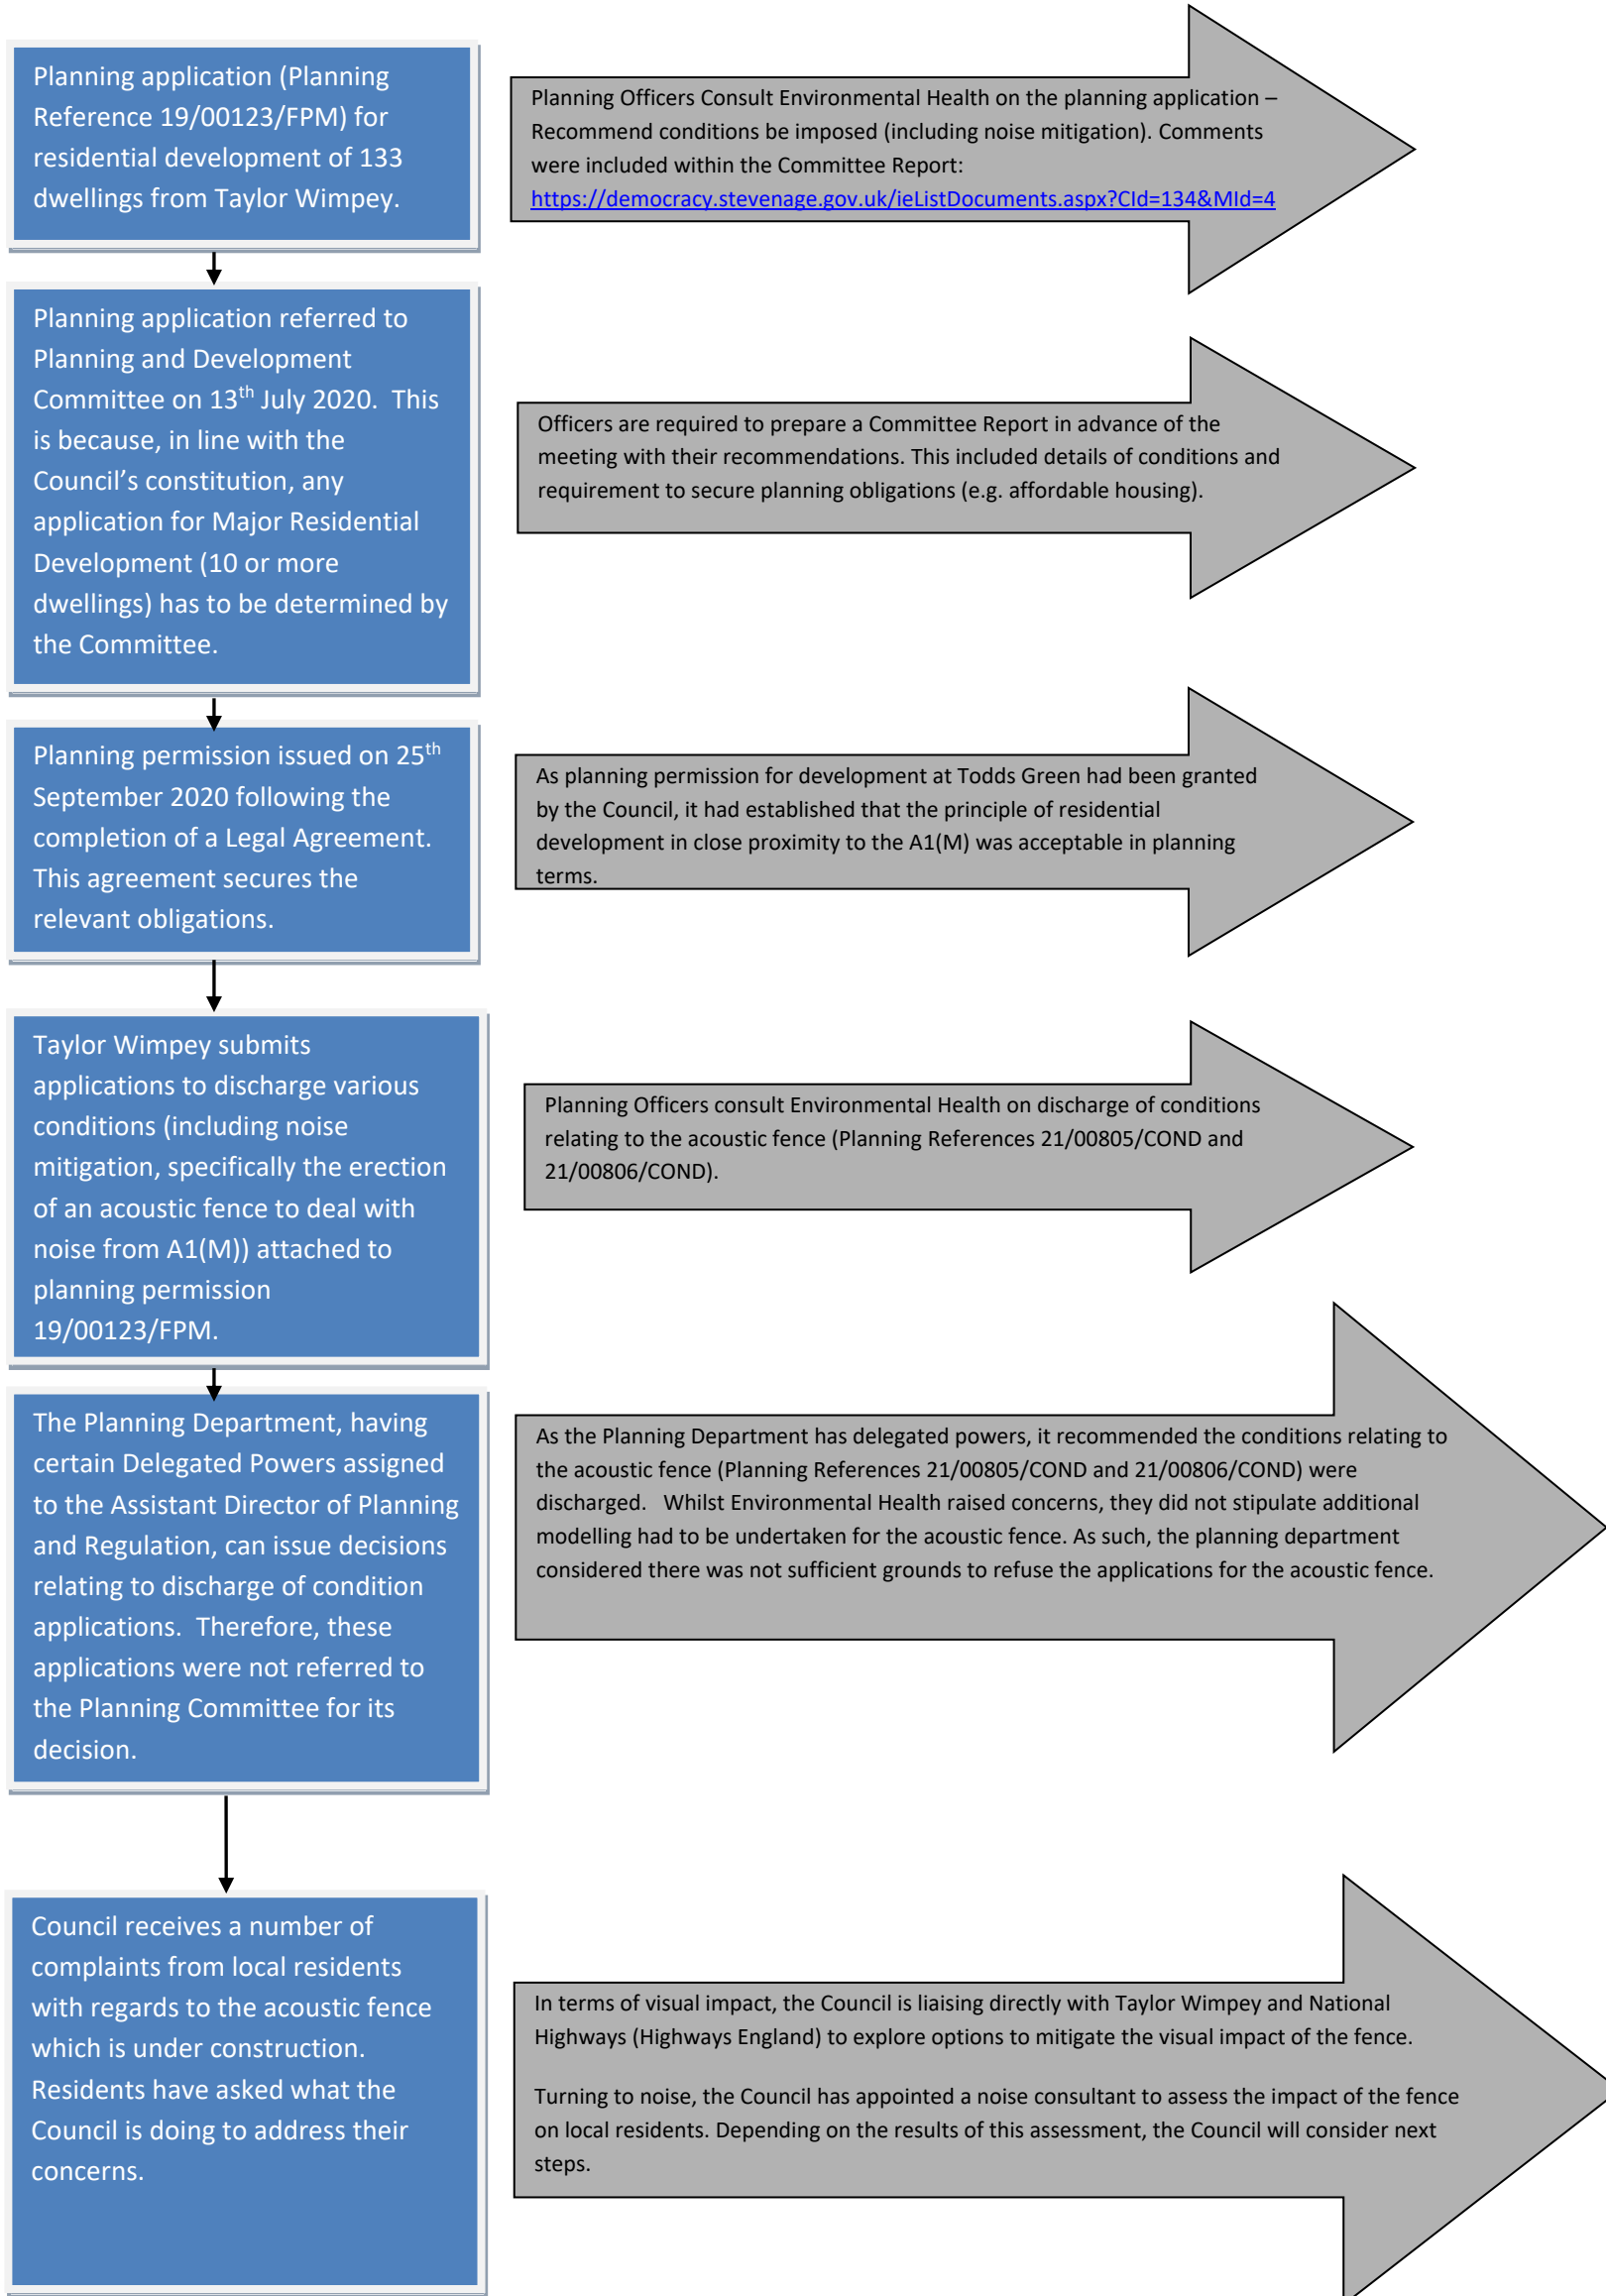 Planning application (Planning
Reference 19/00123/FPM) for
residential development of 133
dwellings from Taylor Wimpey.
Planning Officers Consult Environmental Health on the planning application –
Recommend conditions be imposed (including noise mitigation). Comments
were included within the Committee Report:
https://democracy.stevenage.gov.uk/ieListDocuments.aspx?CId=134&MId=4
Planning application referred to
Planning and Development
Committee on 13th July 2020.  This
is because, in line with the
Council’s constitution, any
application for Major Residential
Development (10 or more
dwellings) has to be determined by
the Committee.
Officers are required to prepare a Committee Report in advance of the
meeting with their recommendations. This included details of conditions and
requirement to secure planning obligations (e.g. affordable housing).
Planning permission issued on 25th
September 2020 following the
completion of a Legal Agreement.
This agreement secures the
relevant obligations.
As planning permission for development at Todds Green had been granted
by the Council, it had established that the principle of residential
development in close proximity to the A1(M) was acceptable in planning
terms.
Taylor Wimpey submits
applications to discharge various
conditions (including noise
mitigation, specifically the erection
of an acoustic fence to deal with
noise from A1(M)) attached to
planning permission
19/00123/FPM.
Planning Officers consult Environmental Health on discharge of conditions
relating to the acoustic fence (Planning References 21/00805/COND and
21/00806/COND).
The Planning Department, having
certain Delegated Powers assigned
to the Assistant Director of Planning
and Regulation, can issue decisions
relating to discharge of condition
applications.  Therefore, these
applications were not referred to
the Planning Committee for its
decision.
As the Planning Department has delegated powers, it recommended the conditions relating to
the acoustic fence (Planning References 21/00805/COND and 21/00806/COND) were
discharged.   Whilst Environmental Health raised concerns, they did not stipulate additional
modelling had to be undertaken for the acoustic fence. As such, the planning department
considered there was not sufficient grounds to refuse the applications for the acoustic fence.
Council receives a number of
complaints from local residents
with regards to the acoustic fence
which is under construction.
Residents have asked what the
Council is doing to address their
concerns.
In terms of visual impact, the Council is liaising directly with Taylor Wimpey and National
Highways (Highways England) to explore options to mitigate the visual impact of the fence.
Turning to noise, the Council has appointed a noise consultant to assess the impact of the fence
on local residents. Depending on the results of this assessment, the Council will consider next
steps.